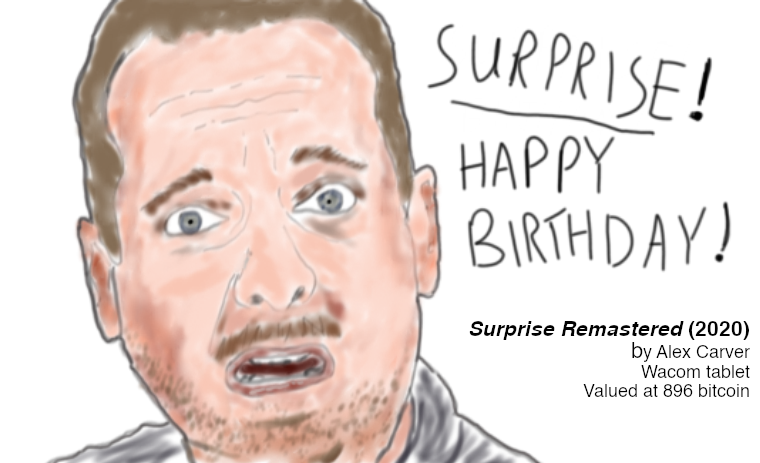 SURPRISE!
HAPPY
BIRTHDAY!
Surprise Remastered (2020)
by Alex Carver
Wacom tablet
Valued at 896 bitcoin